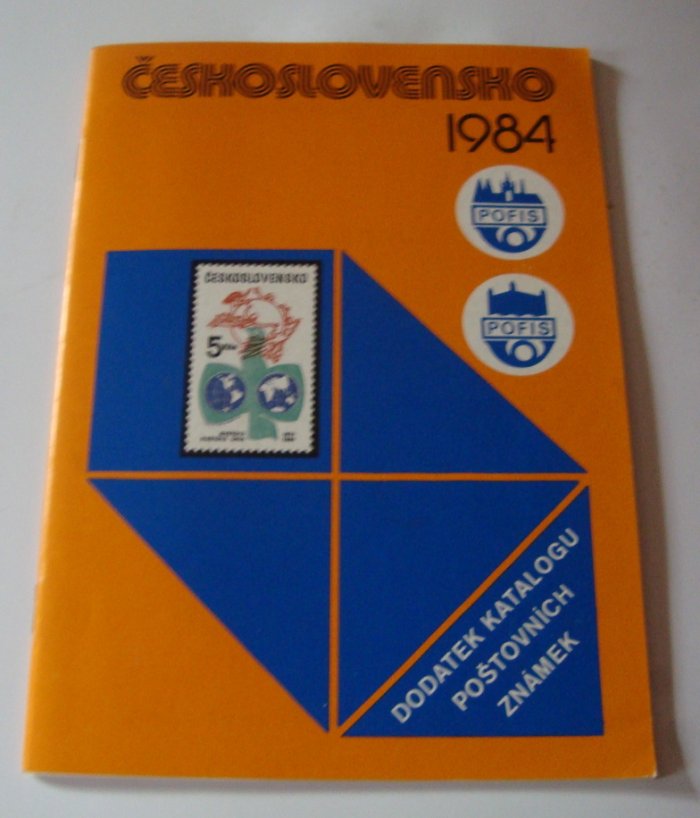 ČESKOSLOVENSKO
1984
POFIS
POFIS
ČESKOSLOVENSKO
5
DODATEK KATALOGU
POŠTOVNÍCH
ZNÁMEK